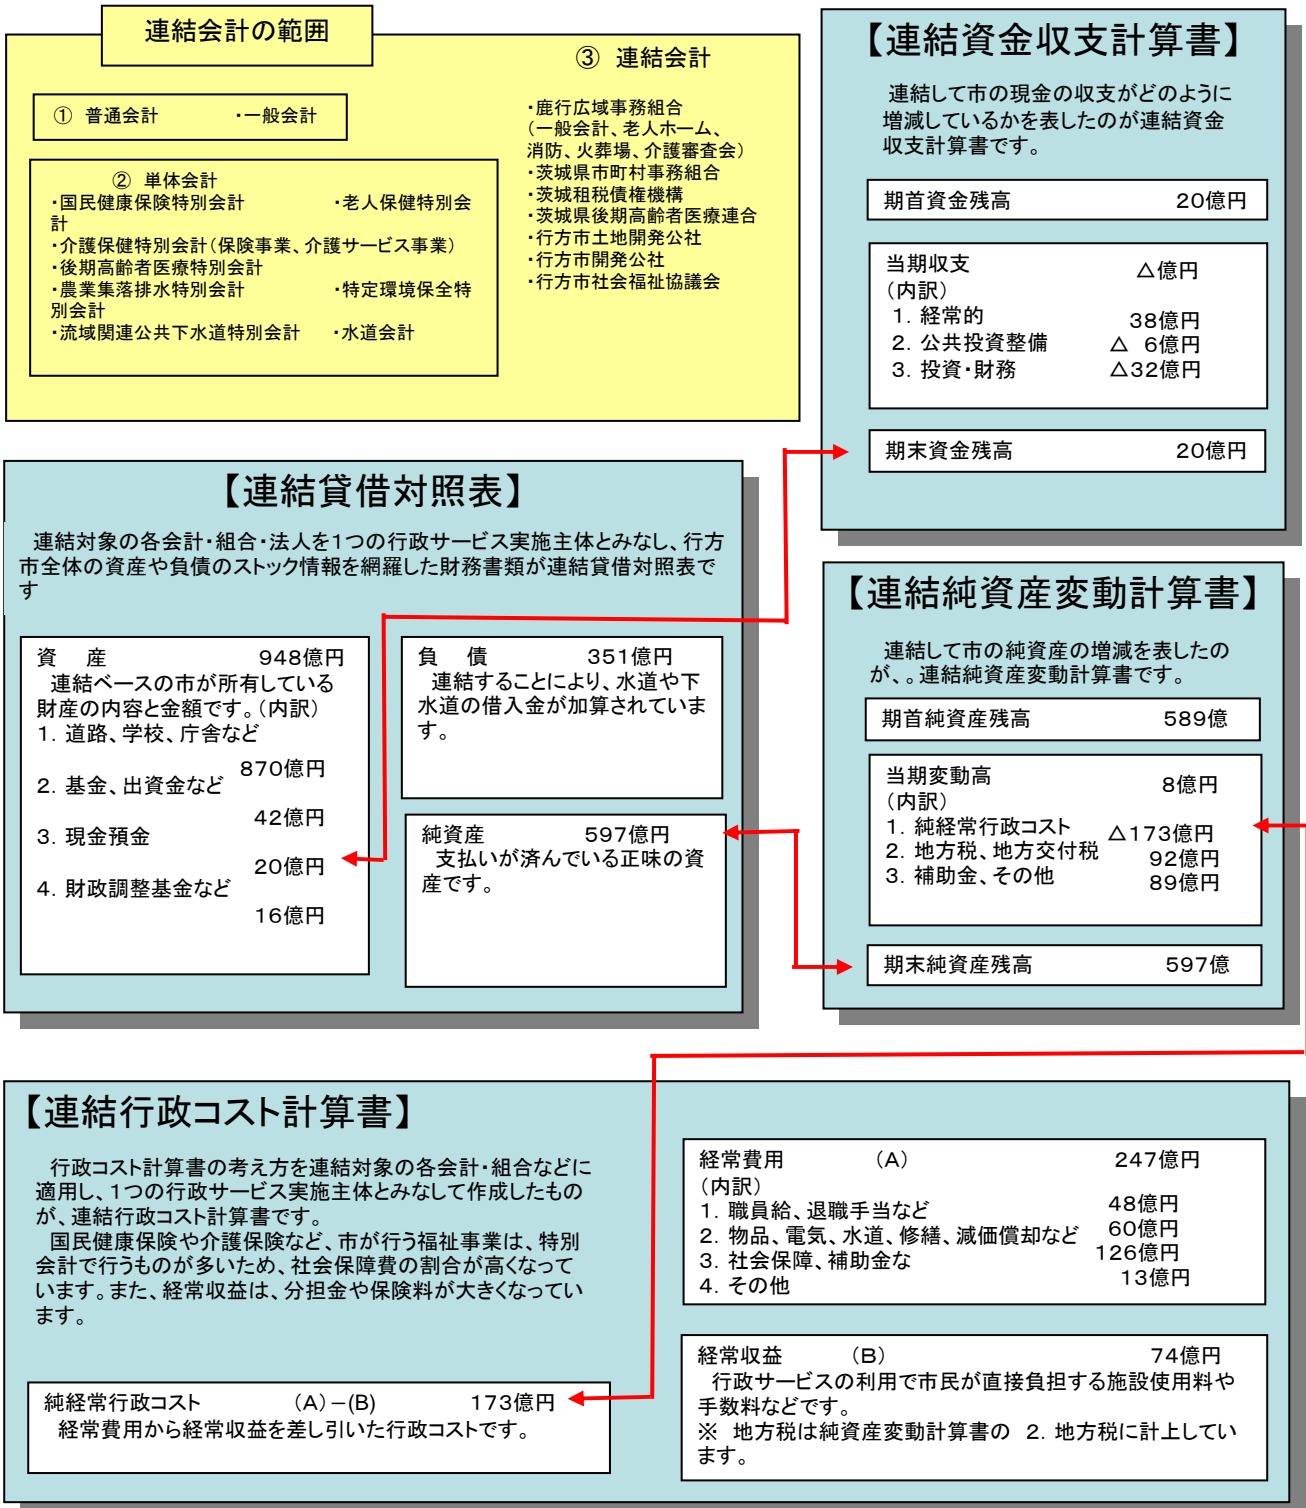 連結会計の範囲
① 普通会計　・一般会計
② 単体会計
・国民健康保険特別会計　・老人保健特別会
計
・介護保健特別会計（保険事業、介護サービス事業）
・後期高齢者医療特別会計
・農業集落排水特別会計　・特定環境保全特
別会計
・流域関連公共下水道特別会計　・水道会計
③ 連結会計
・鹿行広域事務組合
（一般会計、老人ホーム、
消防、火葬場、介護審査会）
・茨城県市町村事務組合
・茨城租税債権機構
・茨城県後期高齢者医療連合
・行方市土地開発公社
・行方市開発公社
・行方市社会福祉協議会
【連結資金収支計算書】
連結して市の現金の収支がどのように
増減しているかを表したのが連結資金
収支計算書です。
期首資金残高　20億円
当期収支　△億円
（内訳）
1. 経常的　38億円
2. 公共投資整備　△ 6億円
3. 投資・財務　△32億円
期末資金残高　20億円
【連結貸借対照表】
連結対象の各会計・組合・法人を1つの行政サービス実施主体とみなし、行方
市全体の資産や負債のストック情報を網羅した財務書類が連結貸借対照表で
す
資　産　948億円
連結ベースの市が所有している
財産の内容と金額です。（内訳）
1. 道路、学校、庁舎など
870億円
2. 基金、出資金など
42億円
3. 現金預金
20億円
4. 財政調整基金など
16億円
負　債　351億円
連結することにより、水道や下
水道の借入金が加算されていま
す。
純資産　597億円
支払いが済んでいる正味の資
産です。
【連結純資産変動計算書】
連結して市の純資産の増減を表したの
が、。連結純資産変動計算書です。
期首純資産残高　589億
当期変動高　8億円
（内訳）
1. 純経常行政コスト　△173億円
2. 地方税、地方交付税　92億円
3. 補助金、その他　89億円
期末純資産残高　597億
【連結行政コスト計算書】
行政コスト計算書の考え方を連結対象の各会計・組合などに
適用し、1つの行政サービス実施主体とみなして作成したもの
が、連結行政コスト計算書です。
国民健康保険や介護保険など、市が行う福祉事業は、特別
会計で行うものが多いため、社会保障費の割合が高くなって
います。また、経常収益は、分担金や保険料が大きくなってい
ます。
純経常行政コスト　（A）－(B)　173億円
経常費用から経常収益を差し引いた行政コストです。
経常費用　（A）　247億円
（内訳）
1. 職員給、退職手当など　48億円
2. 物品、電気、水道、修繕、減価償却など　60億円
3. 社会保障、補助金な　126億円
4. その他　13億円
経常収益　（B）　74億円
行政サービスの利用で市民が直接負担する施設使用料や
手数料などです。
※ 地方税は純資産変動計算書の 2. 地方税に計上してい
ます。